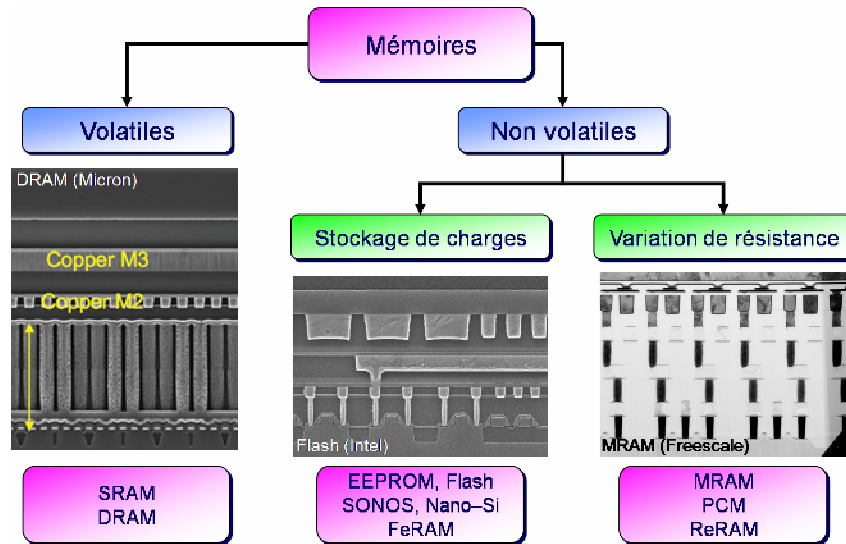 Mémoires
Volatiles
Non volatiles
DRAM (Micron)
Copper M3
Copper M2
Stockage de charges
Variation de résistance
Flash (Intel)
MRAM (Freescale)
SRAM
DRAM
EEPROM, Flash
SONOS, Nano–Si
FeRAM
MRAM
PCM
ReRAM